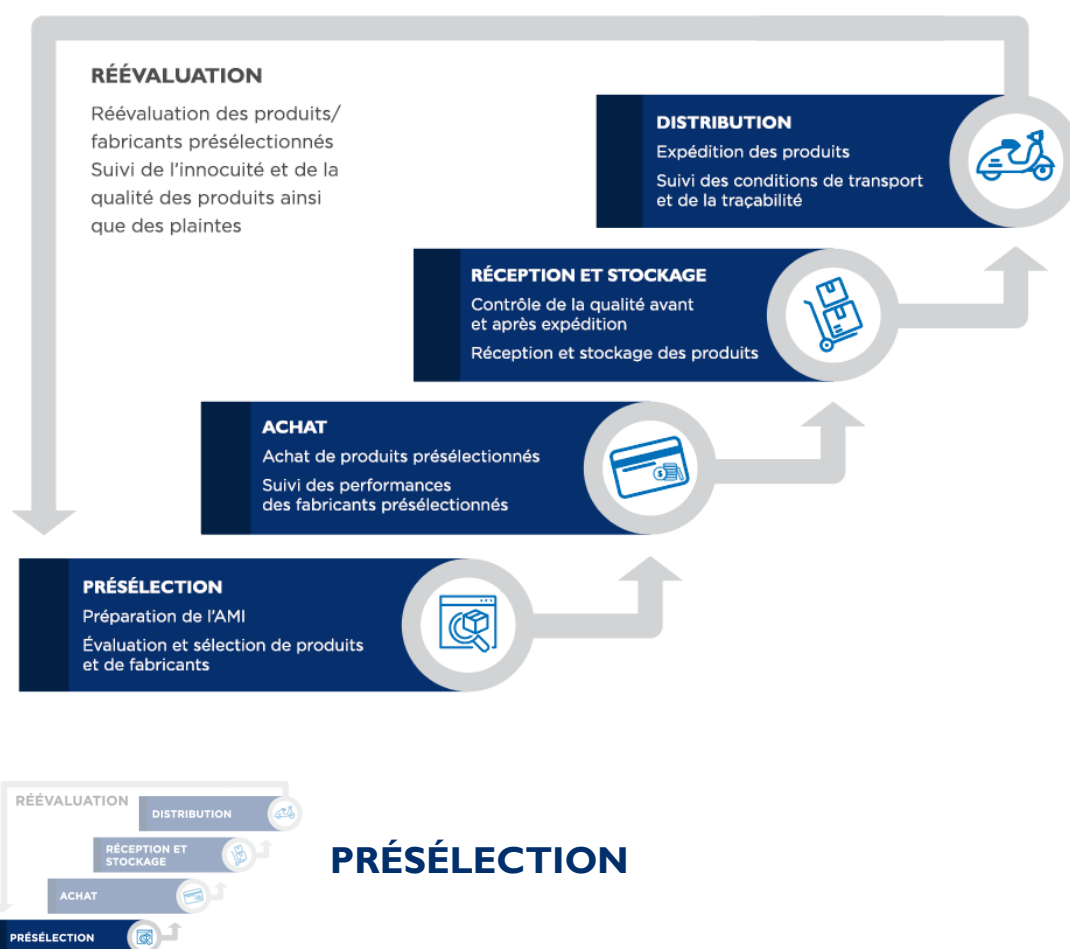 RÉÉVALUATION
Réévaluation des produits/
fabricants présélectionnés
Suivi de l'innocuité et de la
qualité des produits ainsi
que des plaintes
DISTRIBUTION
Expédition des produits
Suivi des conditions de transport
et de la traçabilité
RÉCEPTION ET STOCKAGE
Contrôle de la qualité avant
et après expédition
Réception et stockage des produits
ACHAT
Achat de produits présélectionnés
Suivi des performances
des fabricants présélectionnés
PRÉSÉLECTION
Préparation de l'AMI
Évaluation et sélection de produits
et de fabricants
RÉÉVALUATION
DISTRIBUTION
RÉCEPTION ET
STOCKAGE
ACHAT
PRÉSÉLECTION
PRÉSÉLECTION